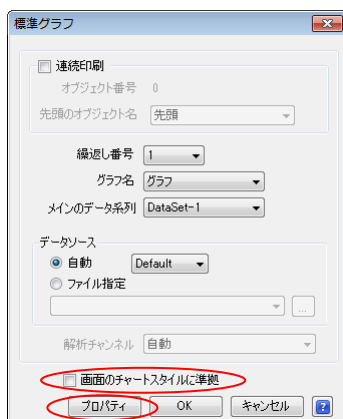 標準グラフ
連続印刷
オブジェクト番号 0
先頭のオブジェクト名 先頭
繰返し番号 1
グラフ名 グラフ
メインのデータ系列 DataSet-1
データソース
自動 Default
ファイル指定
...
解析チャンネル 自動
画面のチャートスタイルに準拠
プロパティ OK キャンセル ?